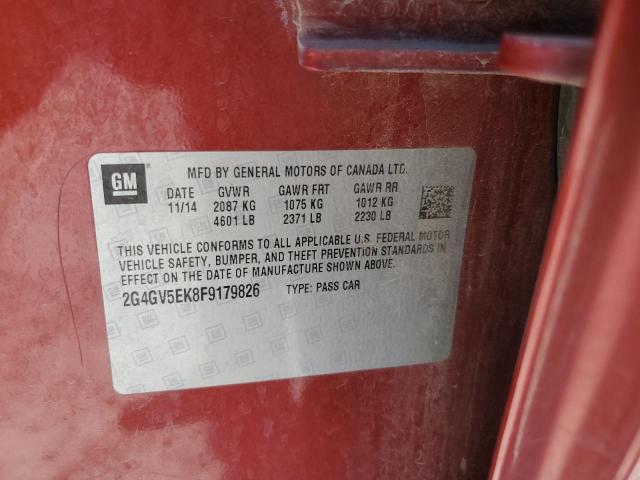 GM
MFD BY GENERAL MOTORS OF CANADA LTD.
DATE GVWR GAWR FRT GAWR RR
11/14 2087 KG 1075 KG 1012 KG
4601 LB 2371 LB 2230 LB
THIS VEHICLE CONFORMS TO ALL APPLICABLE U.S. FEDERAL MOTOR
VEHICLE SAFETY, BUMPER, AND THEFT PREVENTION STANDARDS IN
EFFECT ON THE DATE OF MANUFACTURE SHOWN ABOVE.
2G4GV5EK8F9179826 TYPE: PASS CAR